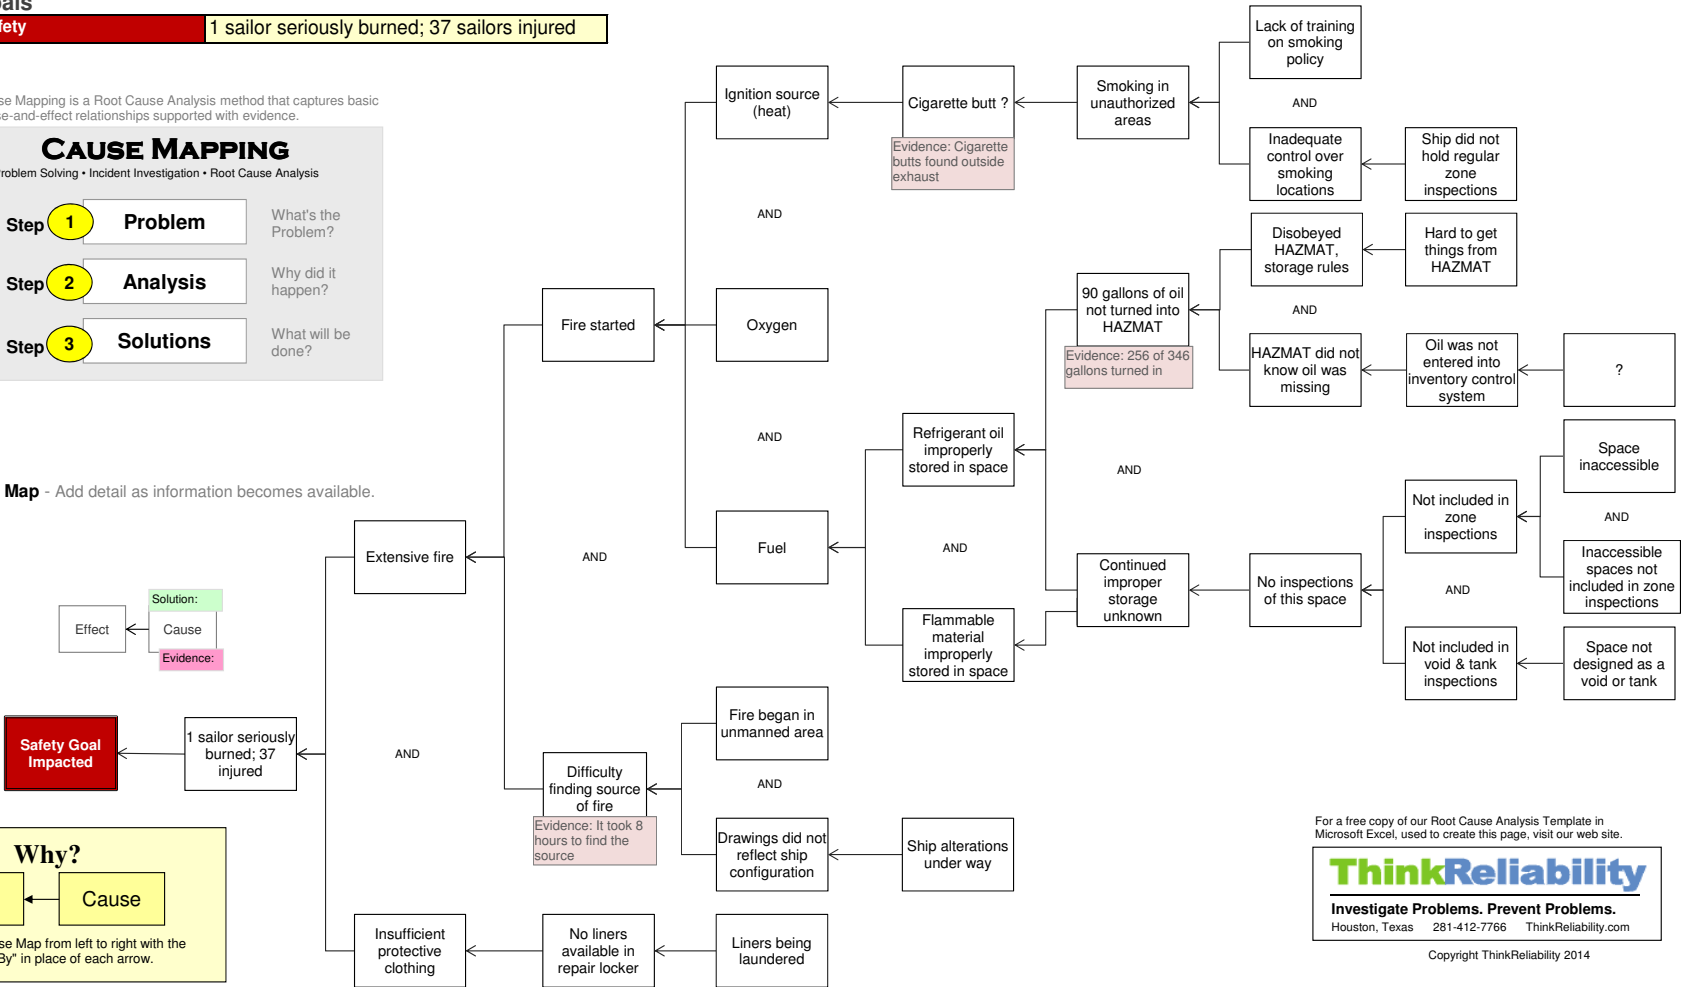 1 sailor seriously burned; 37 sailors injured
Mapping is a Root Cause Analysis method that captures basic
-and-effect relationships supported with evidence.
CAUSE MAPPING
Problem Solving • Incident Investigation • Root Cause Analysis
Step 1 Problem
What's the
Problem?
Step 2 Analysis
Why did it
happen?
Step 3 Solutions
What will be
done?
Map - Add detail as information becomes available.
Solution:
Effect
Cause
Evidence:
Safety Goal
Impacted
1 sailor seriously
burned; 37
injured
Why?
Cause
Map from left to right with the
By" in place of each arrow.
Extensive fire
AND
Insufficient
protective
clothing
Fire started
AND
Difficulty
finding source
of fire
Evidence: It took 8
hours to find the
source
No liners
available in
repair locker
Ignition source
(heat)
AND
Oxygen
AND
Fuel
Fire began in
unmanned area
AND
Drawings did not
reflect ship
configuration
Liners being
laundered
Cigarette butt ?
Evidence: Cigarette
butts found outside
exhaust
Refrigerant oil
improperly
stored in space
AND
Flammable
material
improperly
stored in space
Ship alterations
under way
Smoking in
unauthorized
areas
90 gallons of oil
not turned into
HAZMAT
Evidence: 256 of 346
gallons turned in
AND
Continued
improper
storage
unknown
Lack of training
on smoking
policy
AND
Inadequate
control over
smoking
locations
Ship did not
hold regular
zone
inspections
Disobeyed
HAZMAT,
storage rules
Hard to get
things from
HAZMAT
AND
HAZMAT did not
know oil was
missing
Oil was not
entered into
inventory control
system
?
No inspections
of this space
Not included in
zone
inspections
AND
Not included in
void & tank
inspections
Space
inaccessible
AND
Inaccessible
spaces not
included in zone
inspections
Space not
designed as a
void or tank
For a free copy of our Root Cause Analysis Template in
Microsoft Excel, used to create this page, visit our web site.
ThinkReliability
Investigate Problems. Prevent Problems.
Houston, Texas 281-412-7766 ThinkReliability.com
Copyright ThinkReliability 2014